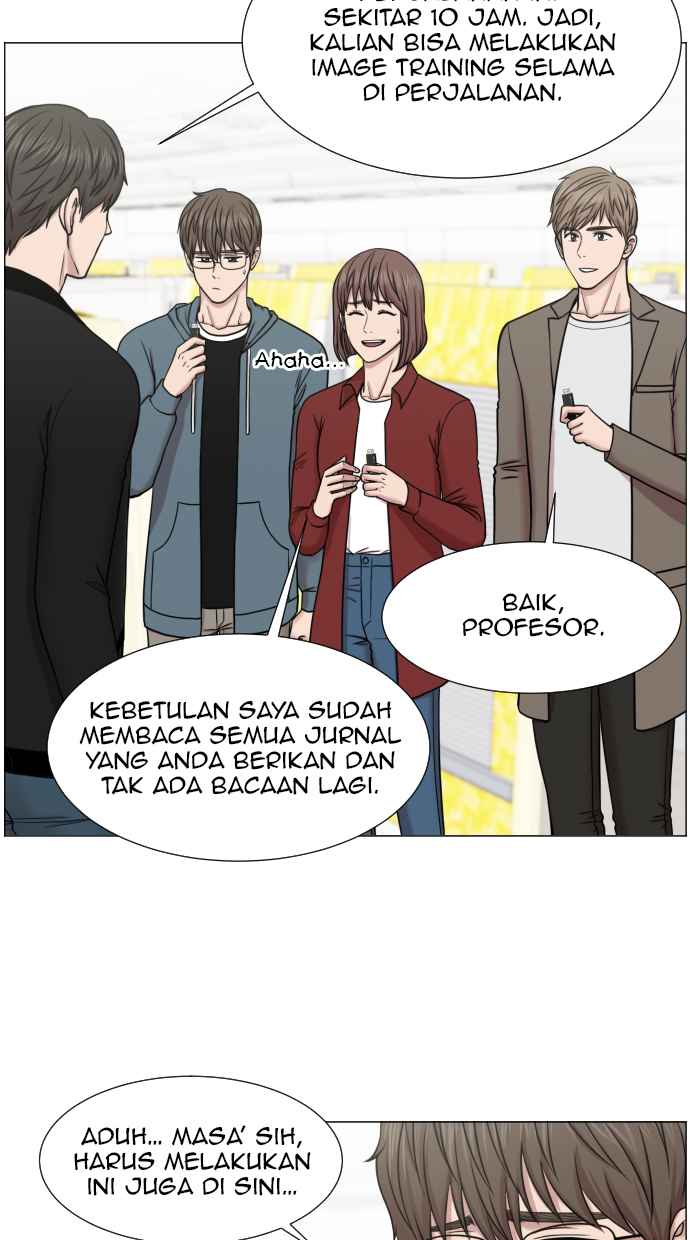 SEKITAR 10 JAM. JADI,
KALIAN BISA MELAKUKAN
IMAGE TRAINING SELAMA
DI PERJALANAN.
Ahaha...
BAIK,
PROFESOR.
KEBETULAN SAYA SUDAH
MEMBACA SEMUA JURNAL
YANG ANDA BERIKAN DAN
TAK ADA BACAAN LAGI.
ADUH... MASA' SIH,
HARUS MELAKUKAN
INI JUGA DI SINI...